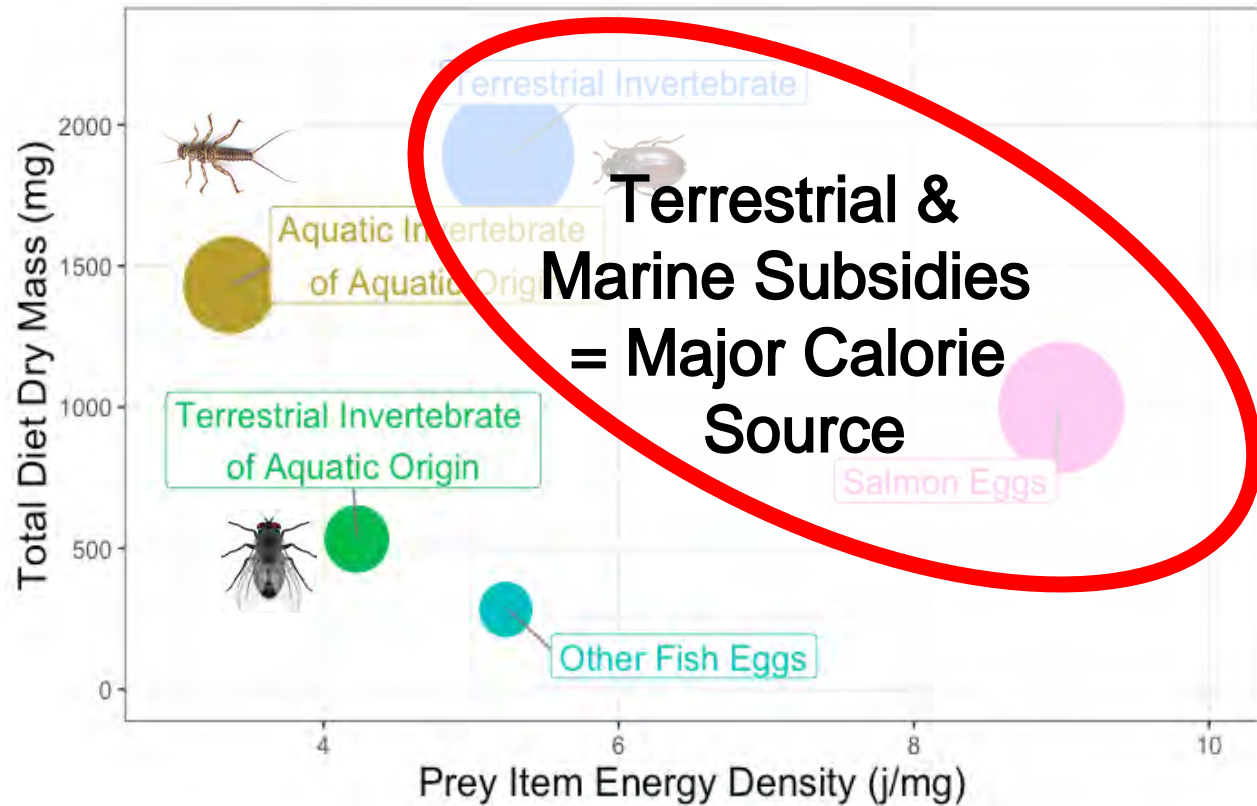 Terrestrial Invertebrate
2000
Aquatic Invertebrate
of Aquatic Origin
Terrestrial &
Marine Subsidies
= Major Calorie
Source
1500
1000
Terrestrial Invertebrate
of Aquatic Origin
Salmon Eggs
500
Other Fish Eggs
0
4 6 8 10
Total Diet Dry Mass (mg)
Prey Item Energy Density (j/mg)